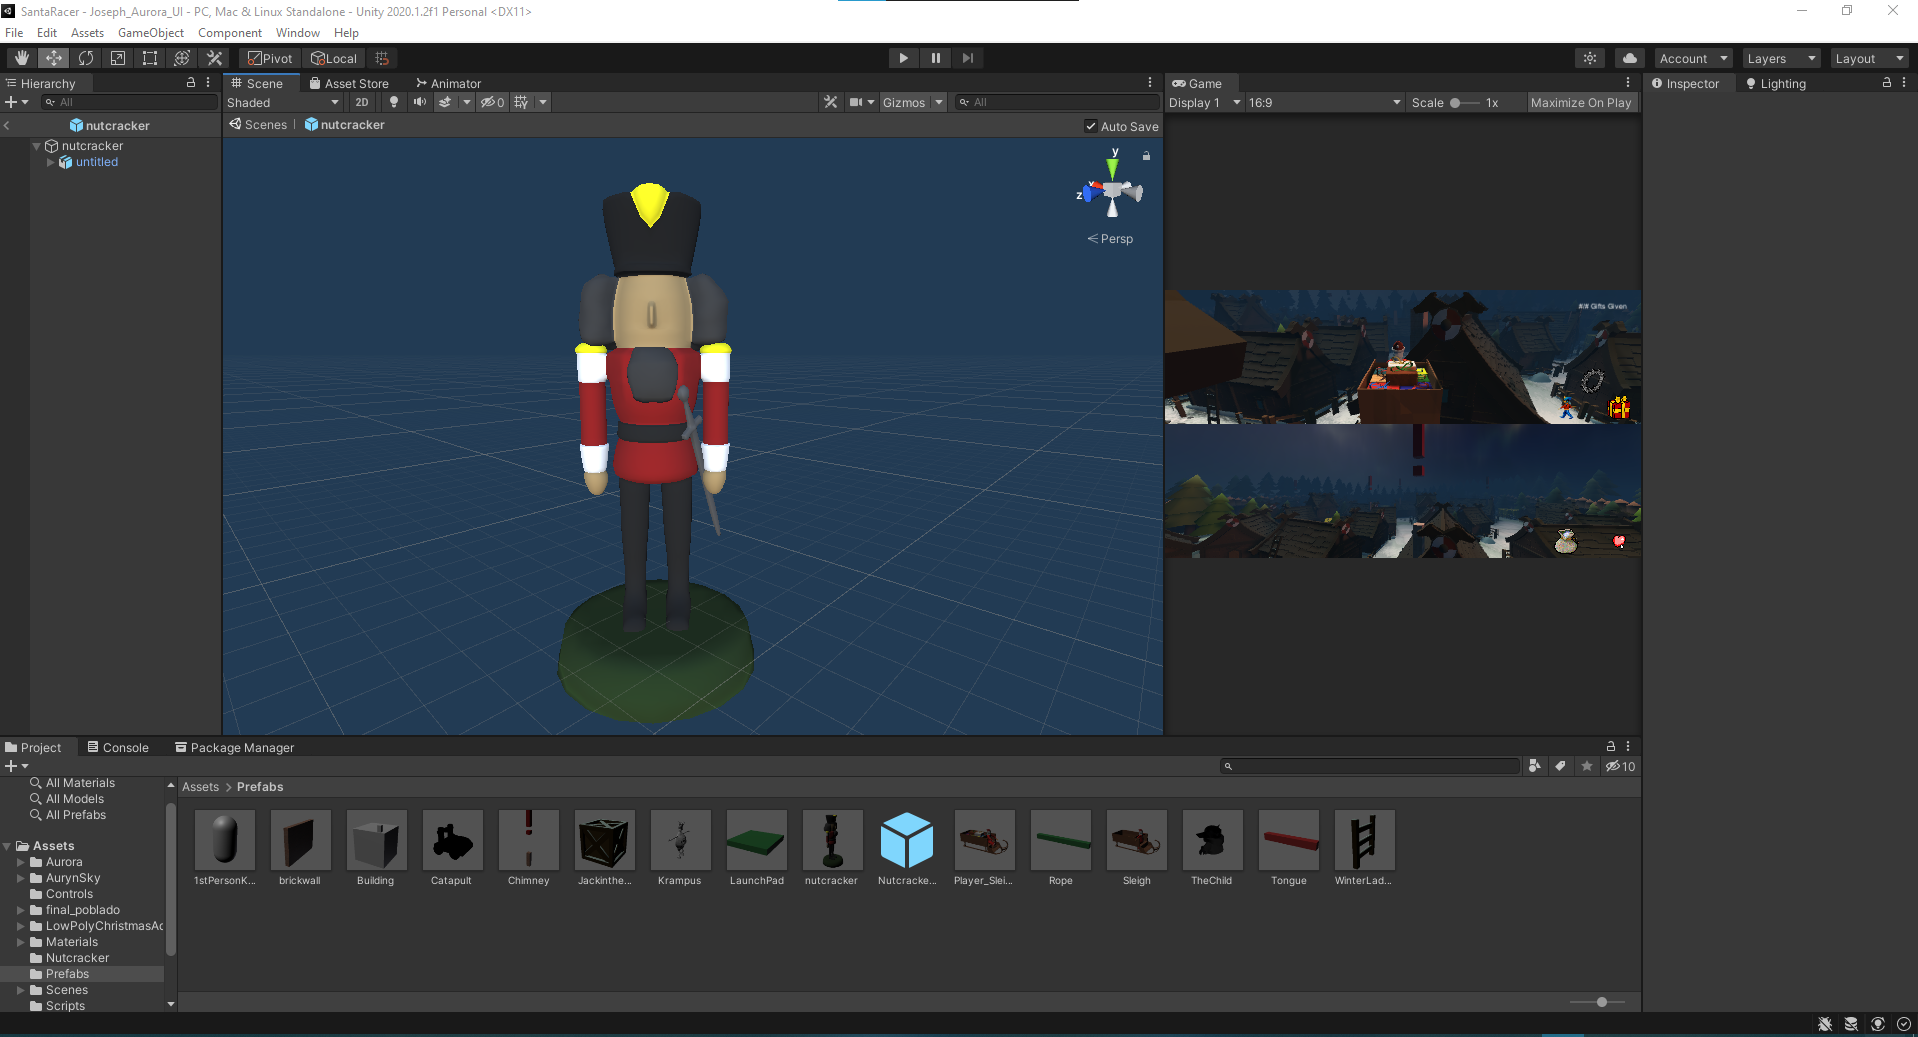 SantaRacer - Joseph_Aurora_UI - PC, Mac & Linux Standalone - Unity 2020.1.2f1 Personal <DX11>
File Edit Assets GameObject Component Window Help
Pivot Local Account Layers Layout
Hierarchy
All
nutcracker
nutcracker
untitled
Scene Asset Store Animator
Shaded 2D 0 Gizmos All
Scenes | nutcracker Auto Save
y
z
Persp
Game
Display 1 16:9 Scale 1x Maximize On Play
#/# Gifts Given
Inspector Lighting
Project Console Package Manager
10
All Materials
All Models
All Prefabs
Assets
Aurora
AurynSky
Controls
final_poblado
LowPolyChristmasAc
Materials
Nutcracker
Prefabs
Scenes
Scripts
Assets > Prefabs
1stPersonK... brickwall Building Catapult Chimney Jackinthe... Krampus LaunchPad nutcracker Nutcracke... Player_Slei... Rope Sleigh TheChild Tongue WinterLad...